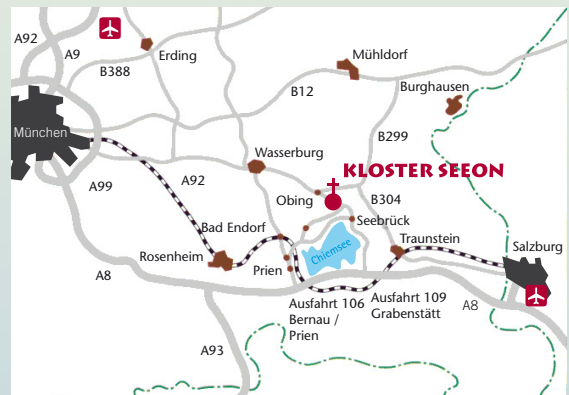 A92
A9
Erding
B388
Mühldorf
B12
Burghausen
München
B299
Wasserburg
KLOSTER SEEON
A99
A92
Obing
B304
Seebrück
Bad Endorf
Traunstein
Salzburg
Chiemsee
Rosenheim
Prien
A8
Ausfahrt 106
Bernau /
Prien
Ausfahrt 109
Grabenstätt
A8
A93